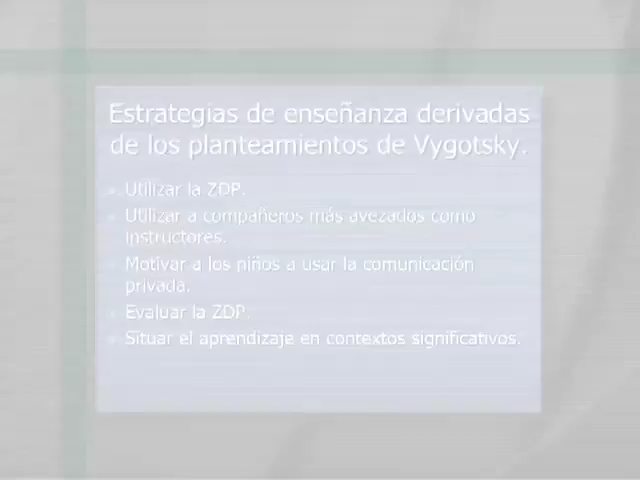 Estrategias de enseñanza derivadas
de los planteamientos de Vygotsky.
Utilizar la ZDP.
Utilizar a compañeros más avezados como
instructores.
Motivar a los niños a usar la comunicación
privada.
Evaluar la ZDP.
Situar el aprendizaje en contextos significativos.